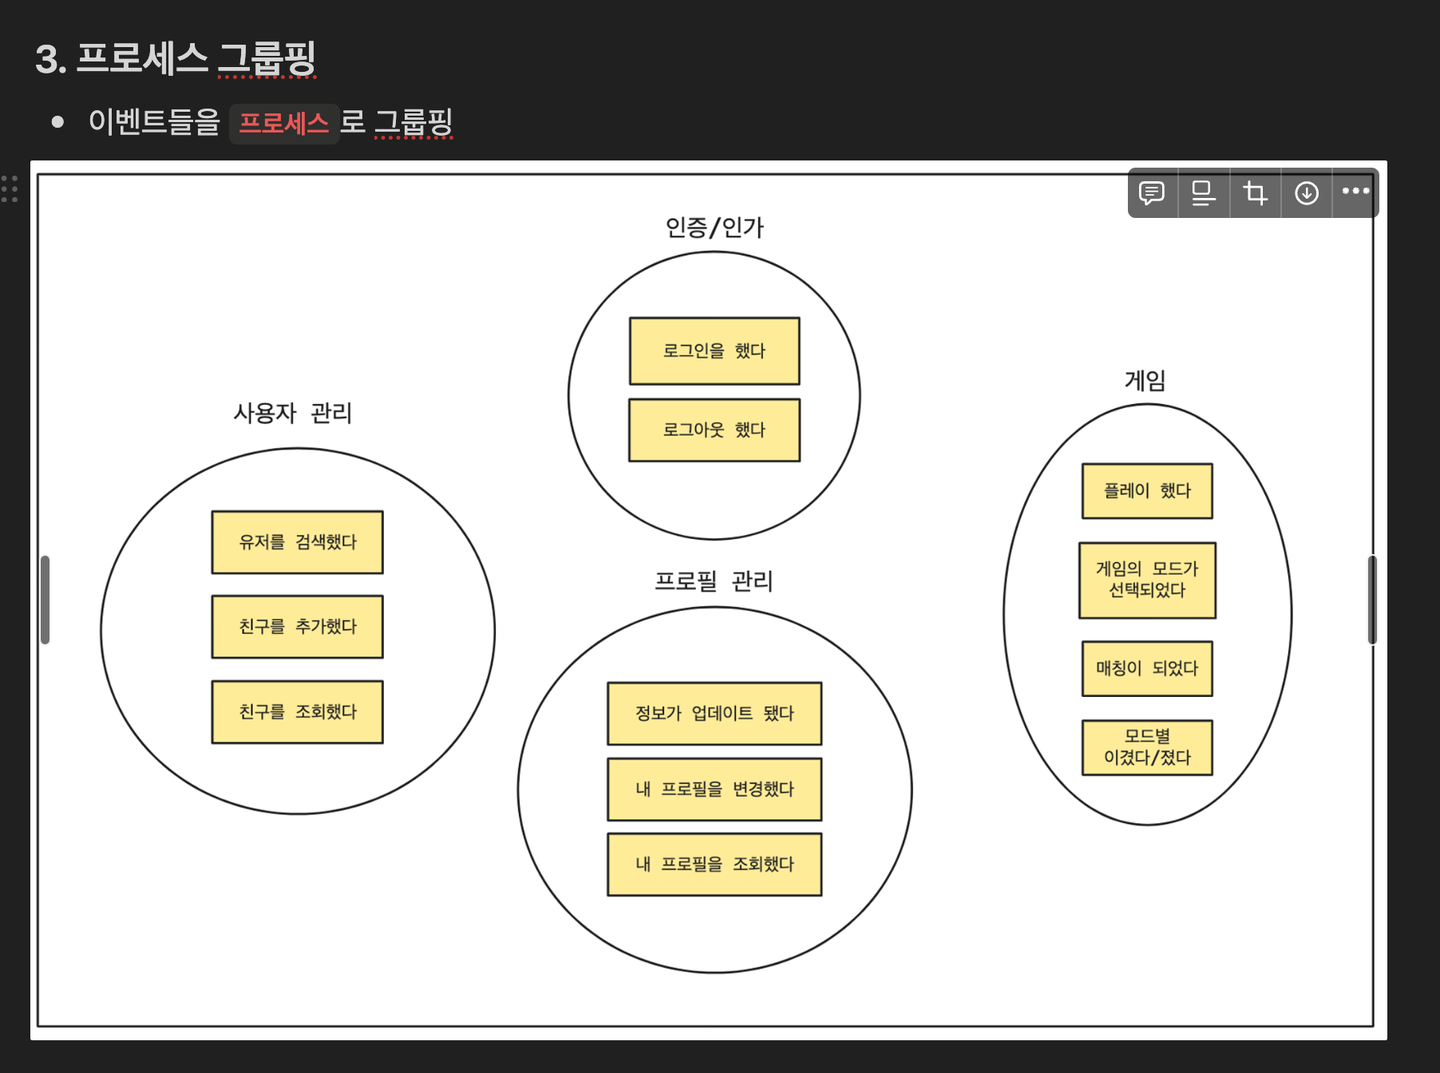 3. 프로세스 그룹핑
이벤트들을 프로세스로 그룹핑
인증/인가
로그인을 했다
로그아웃 했다
사용자 관리
유저를 검색했다
친구를 추가했다
친구를 조회했다
프로필 관리
정보가 업데이트 됐다
내 프로필을 변경했다
내 프로필을 조회했다
게임
플레이 했다
게임의 모드가
선택되었다
매칭이 되었다
모드별
이겼다/졌다